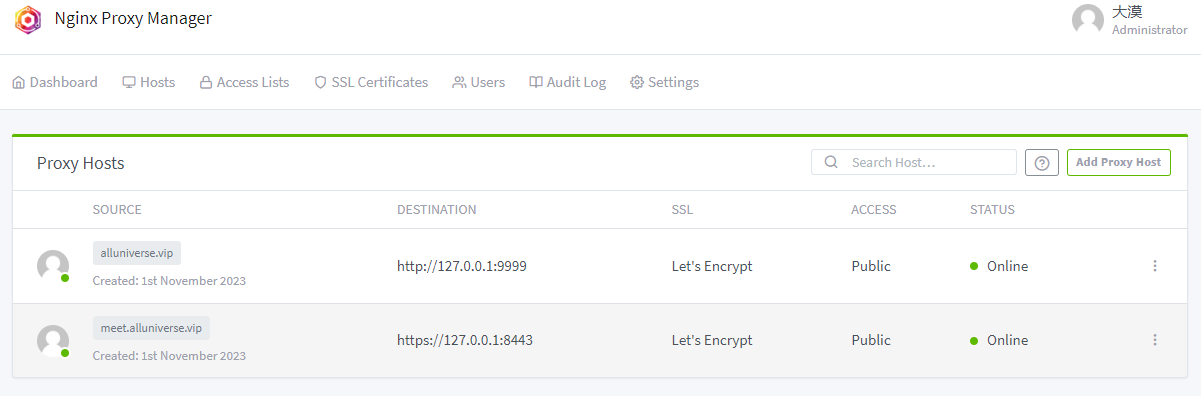 Nginx Proxy Manager
大漠
Administrator
Dashboard Hosts Access Lists SSL Certificates Users Audit Log Settings
Proxy Hosts
Search Host…
Add Proxy Host
SOURCE DESTINATION SSL ACCESS STATUS
alluniverse.vip
Created: 1st November 2023
http://127.0.0.1:9999 Let's Encrypt Public Online
meet.alluniverse.vip
Created: 1st November 2023
https://127.0.0.1:8443 Let's Encrypt Public Online